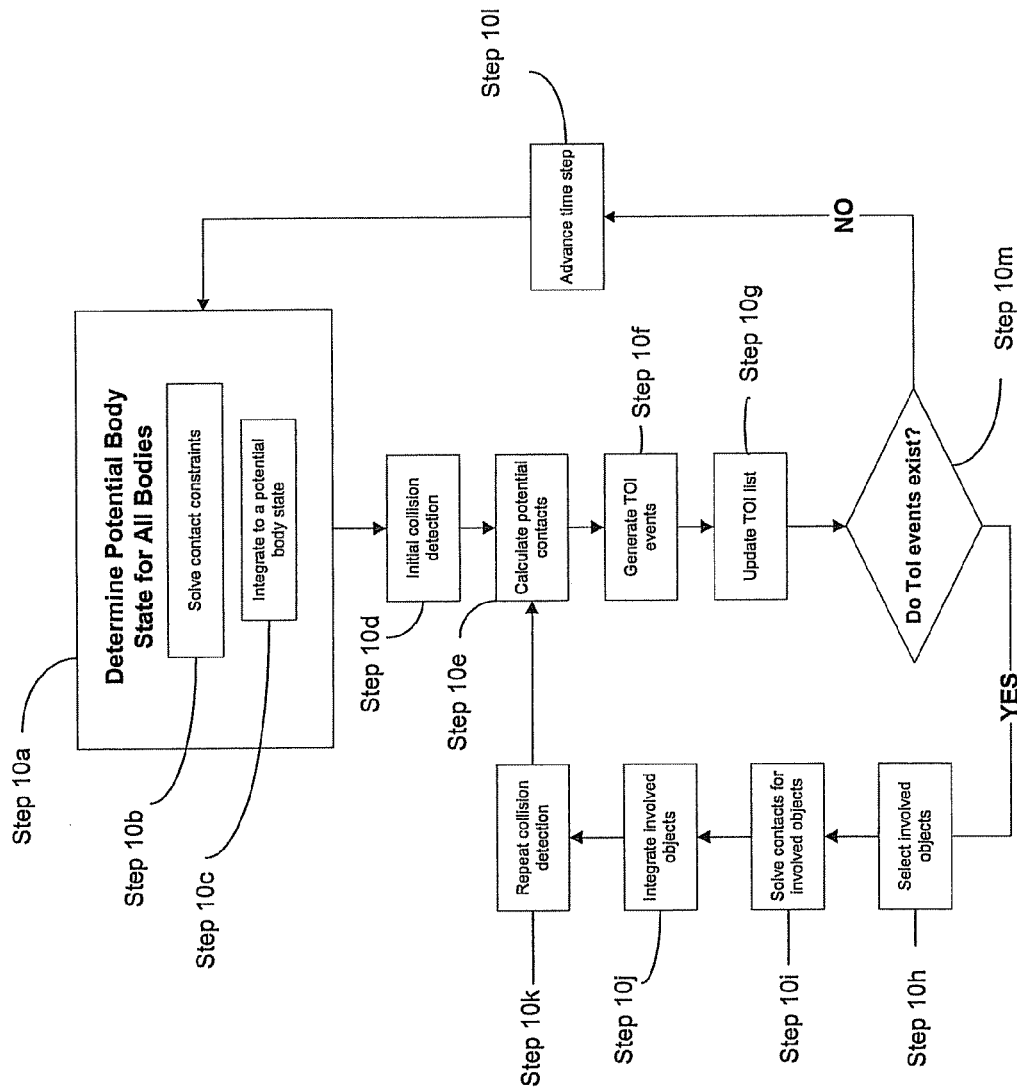 Step 10a
Determine Potential Body
State for All Bodies
Step 10b
Solve contact constraints
Step 10c
Integrate to a potential
body state
Step 10d
Initial collision
detection
Step 10e
Calculate potential
contacts
Step 10f
Generate TOI
events
Step 10g
Update TOI list
Do ToI events exist?
Step 10m
YES
NO
Step 10h
Select involved
objects
Step 10i
Solve contacts for
involved objects
Step 10j
Integrate involved
objects
Step 10k
Repeat collision
detection
Advance time step
Step 10l